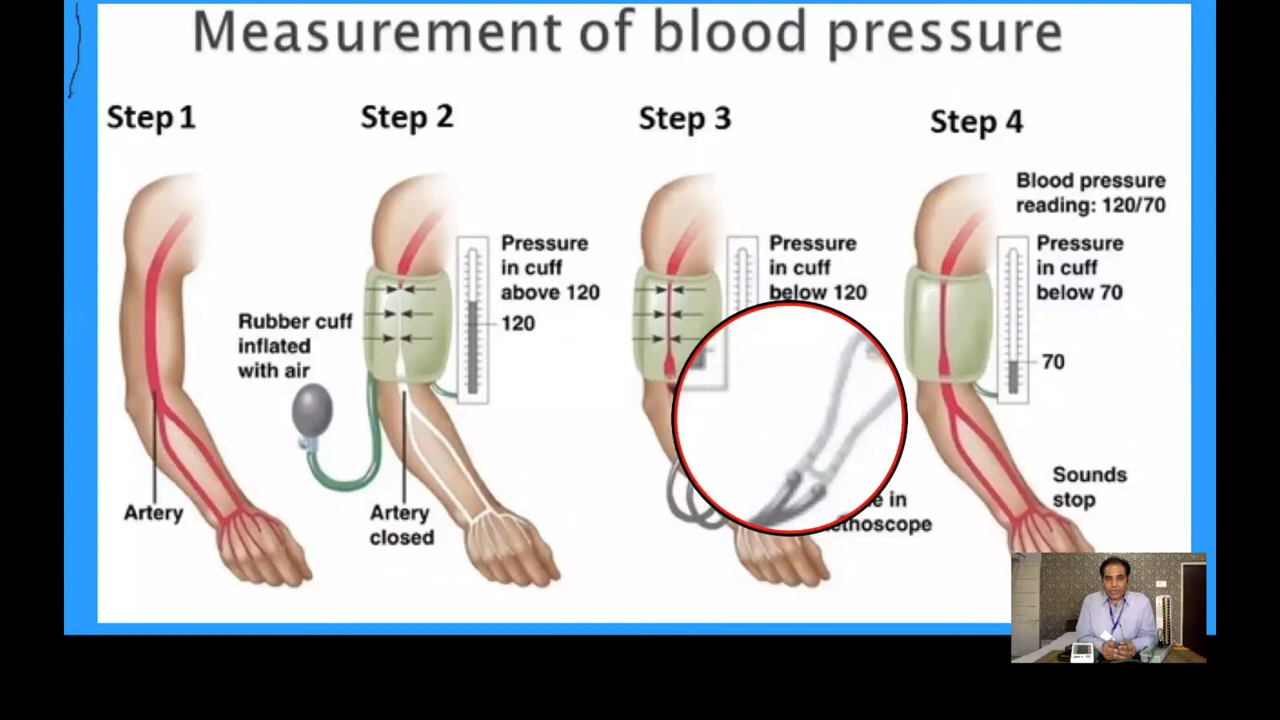 Measurement of blood pressure
Step 1
Step 2
Step 3
Step 4
Blood pressure
reading: 120/70
Rubber cuff
inflated
with air
Pressure
in cuff
above 120
120
Pressure
in cuff
below 120
Pressure
in cuff
below 70
70
Artery
Artery
closed
in
Sounds
stop